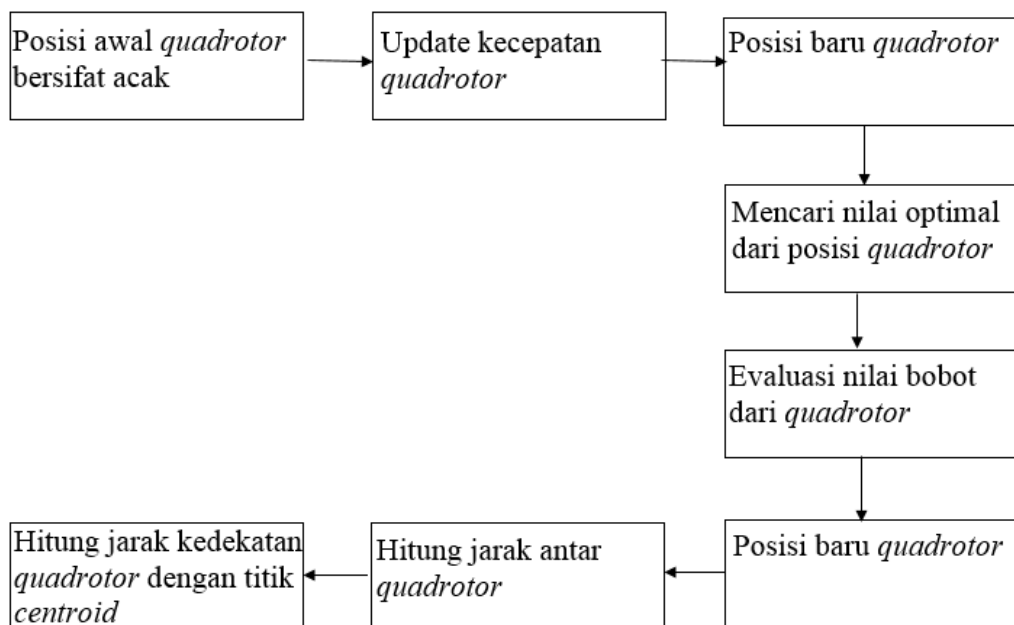 Posisi awal quadrotor
bersifat acak
Update kecepatan
quadrotor
Posisi baru quadrotor
Mencari nilai optimal
dari posisi quadrotor
Evaluasi nilai bobot
dari quadrotor
Posisi baru quadrotor
Hitung jarak antar
quadrotor
Hitung jarak kedekatan
quadrotor dengan titik
centroid